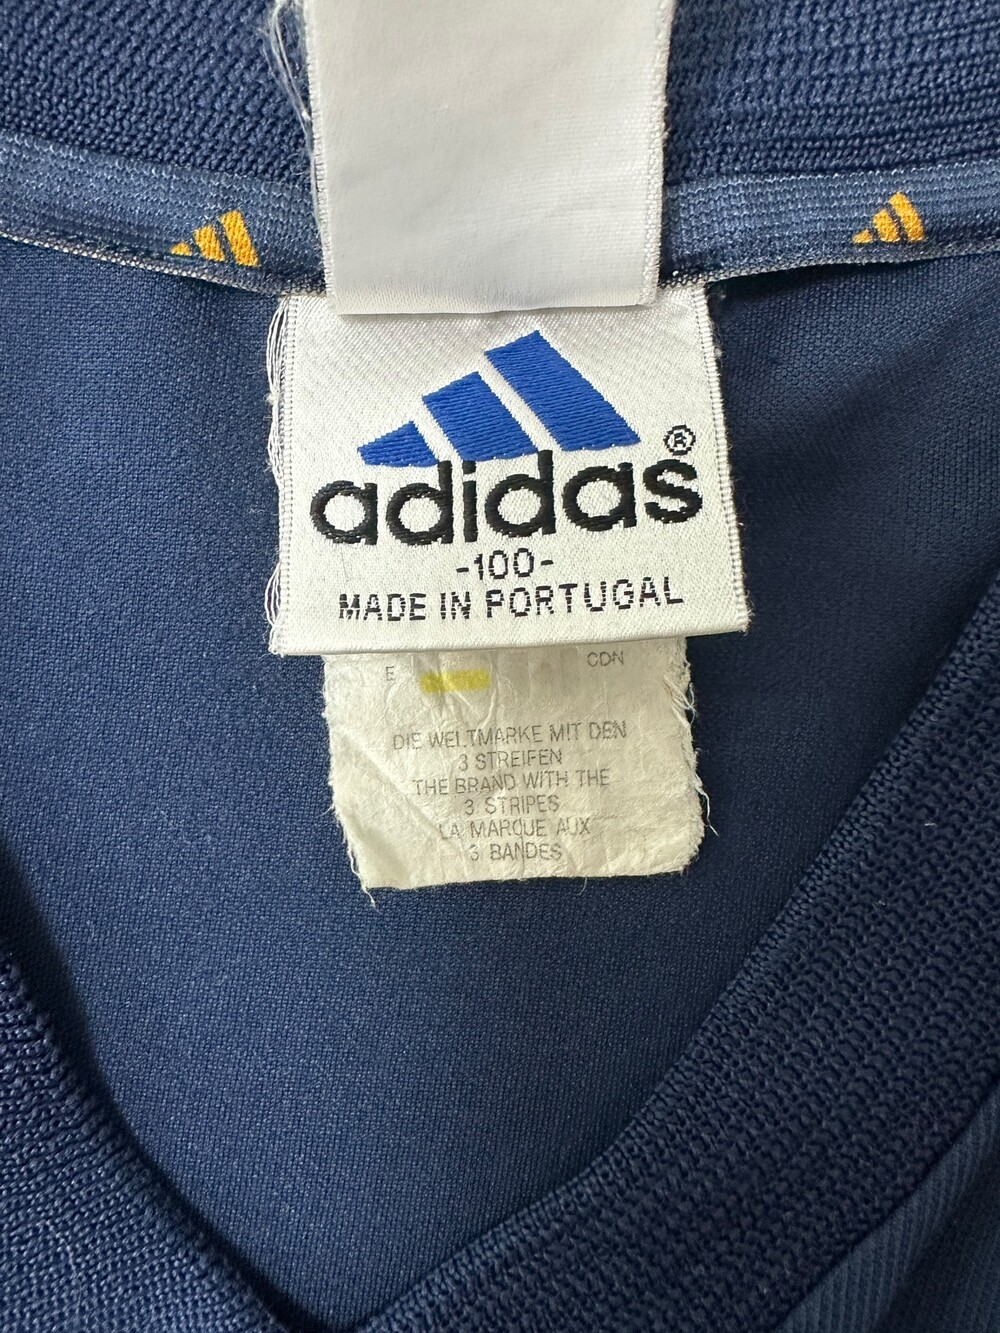 adidas®
-100-
MADE IN PORTUGAL
E CDN
DIE WELTMARKE MIT DEN
3 STREIFEN
THE BRAND WITH THE
3 STRIPES
LA MARQUE AUX
3 BANDES